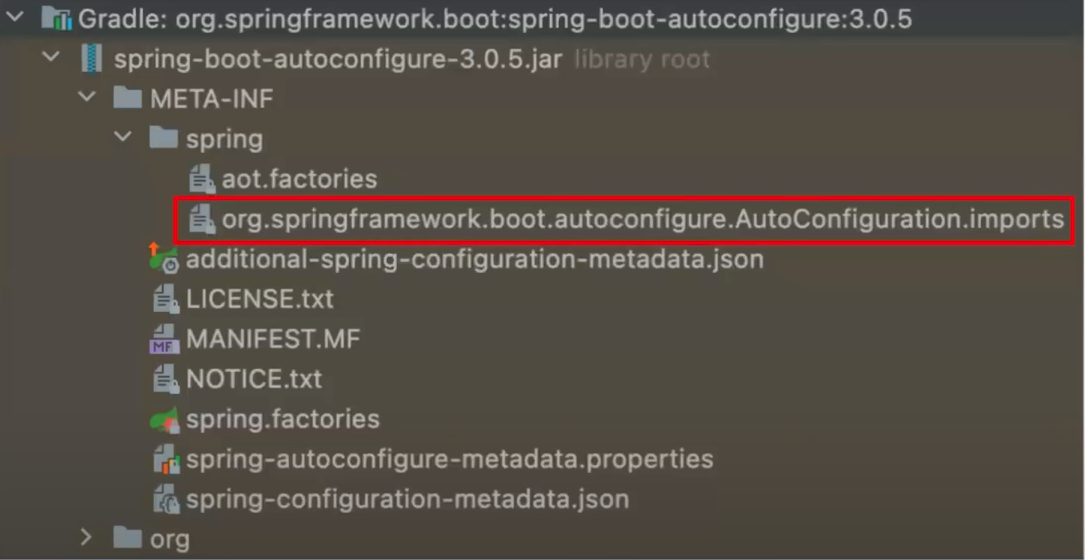 Gradle: org.springframework.boot:spring-boot-autoconfigure:3.0.5
spring-boot-autoconfigure-3.0.5.jar library root
META-INF
spring
aot.factories
org.springframework.boot.autoconfigure.AutoConfiguration.imports
additional-spring-configuration-metadata.json
LICENSE.txt
MF MANIFEST.MF
NOTICE.txt
spring.factories
spring-autoconfigure-metadata.properties
spring-configuration-metadata.json
org